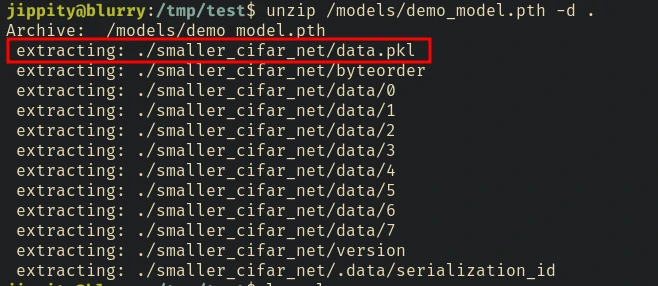 jippity@blurry:/tmp/test$ unzip /models/demo_model.pth -d .
Archive:  /models/demo_model.pth
 extracting: ./smaller_cifar_net/data.pkl
 extracting: ./smaller_cifar_net/byteorder
 extracting: ./smaller_cifar_net/data/0
 extracting: ./smaller_cifar_net/data/1
 extracting: ./smaller_cifar_net/data/2
 extracting: ./smaller_cifar_net/data/3
 extracting: ./smaller_cifar_net/data/4
 extracting: ./smaller_cifar_net/data/5
 extracting: ./smaller_cifar_net/data/6
 extracting: ./smaller_cifar_net/data/7
 extracting: ./smaller_cifar_net/version
 extracting: ./smaller_cifar_net/.data/serialization_id